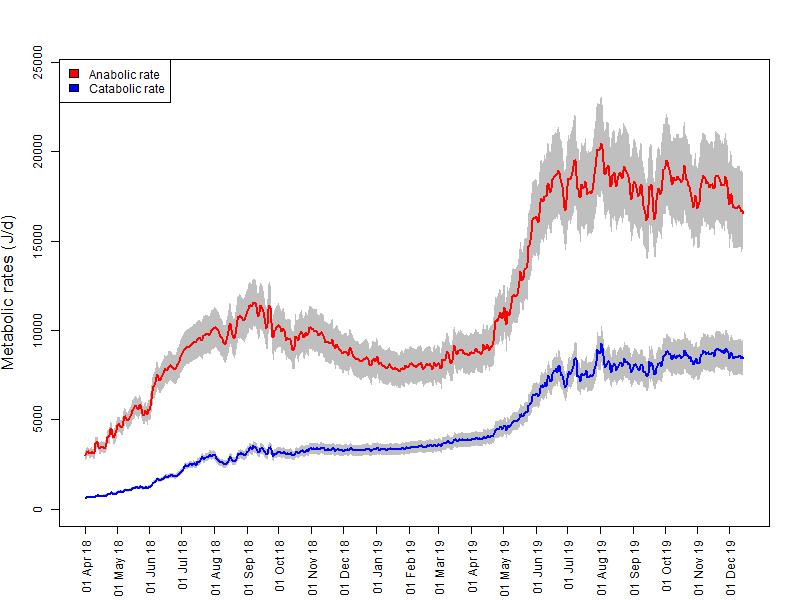 Anabolic rate
Catabolic rate
Metabolic rates (J/d)
25000
20000
15000
10000
5000
0
01 Apr 18
01 May 18
01 Jun 18
01 Jul 18
01 Aug 18
01 Sep 18
01 Oct 18
01 Nov 18
01 Dec 18
01 Jan 19
01 Feb 19
01 Mar 19
01 Apr 19
01 May 19
01 Jun 19
01 Jul 19
01 Aug 19
01 Sep 19
01 Oct 19
01 Nov 19
01 Dec 19